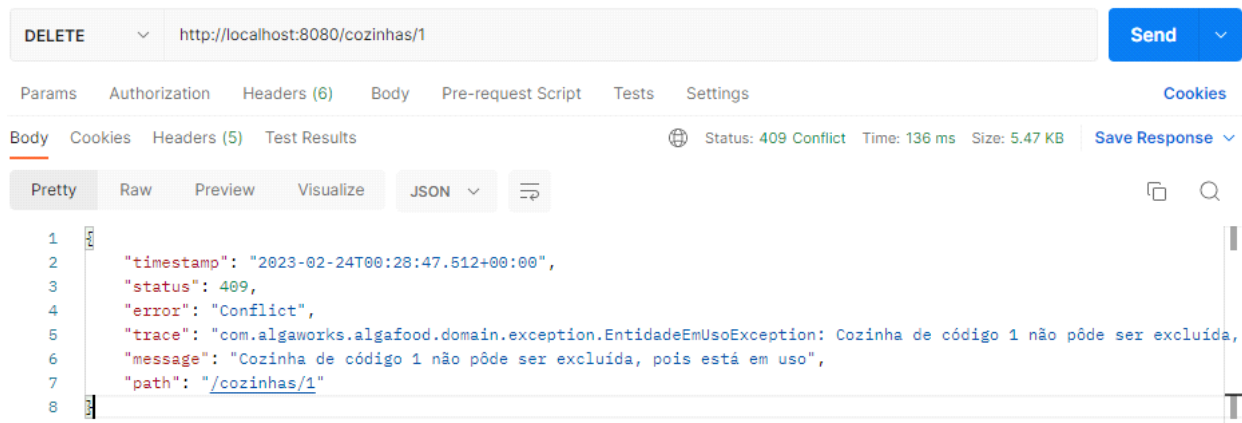 DELETE http://localhost:8080/cozinhas/1 Send
Params Authorization Headers (6) Body Pre-request Script Tests Settings Cookies
Body Cookies Headers (5) Test Results Status: 409 Conflict Time: 136 ms Size: 5.47 KB Save Response
Pretty Raw Preview Visualize JSON
1 {
2 "timestamp": "2023-02-24T00:28:47.512+00:00",
3 "status": 409,
4 "error": "Conflict",
5 "trace": "com.algaworks.algafood.domain.exception.EntidadeEmUsoException: Cozinha de código 1 não pôde ser excluída,
6 "message": "Cozinha de código 1 não pôde ser excluída, pois está em uso",
7 "path": "/cozinhas/1"
8 }